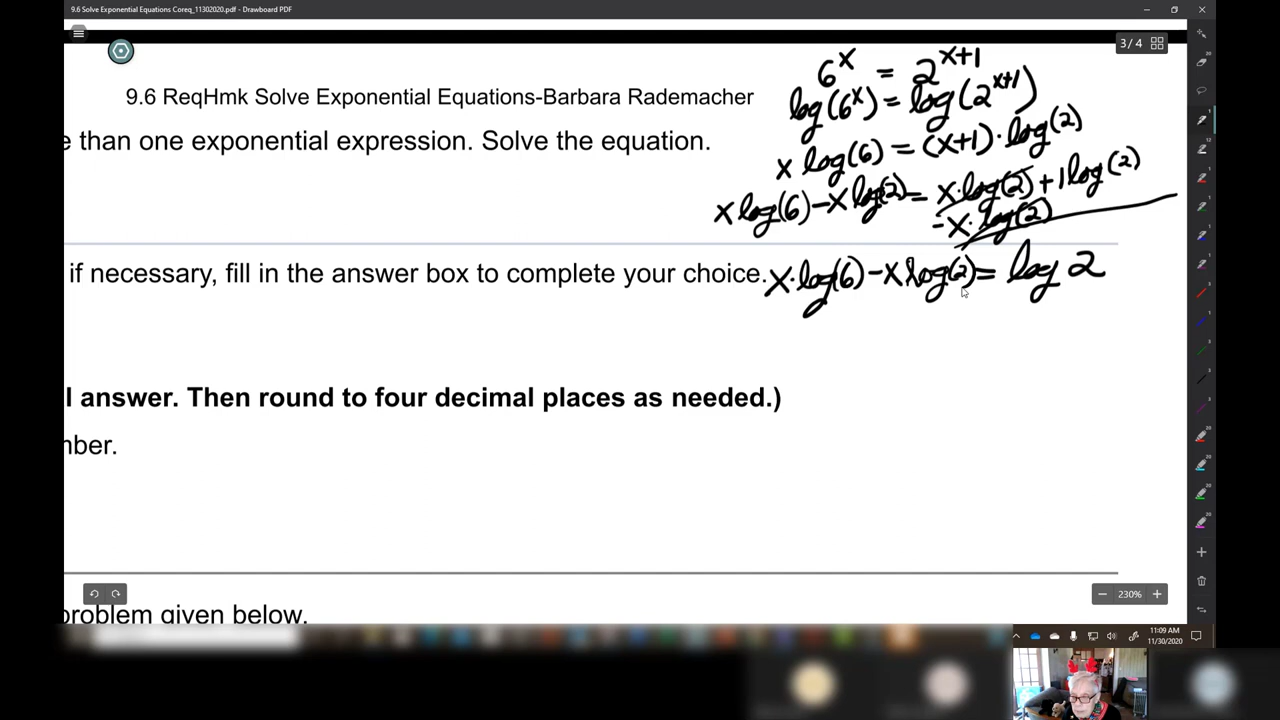 9.6 Solve Exponential Equations Coreq_11302020.pdf - Drawboard PDF
3/4
6^x = 2^{x+1}
9.6 ReqHmk Solve Exponential Equations-Barbara Rademacher
log(6^x) = log(2^{x+1})
e than one exponential expression. Solve the equation.
x log(6) = (x+1)·log(2)
x log(6) - x log(2) = x·log(2) + 1 log(2)
- x·log(2)
if necessary, fill in the answer box to complete your choice.
x·log(6) - x log(2) = log 2
l answer. Then round to four decimal places as needed.)
nber.
230%
problem given below.
11:09 AM
11/30/2020